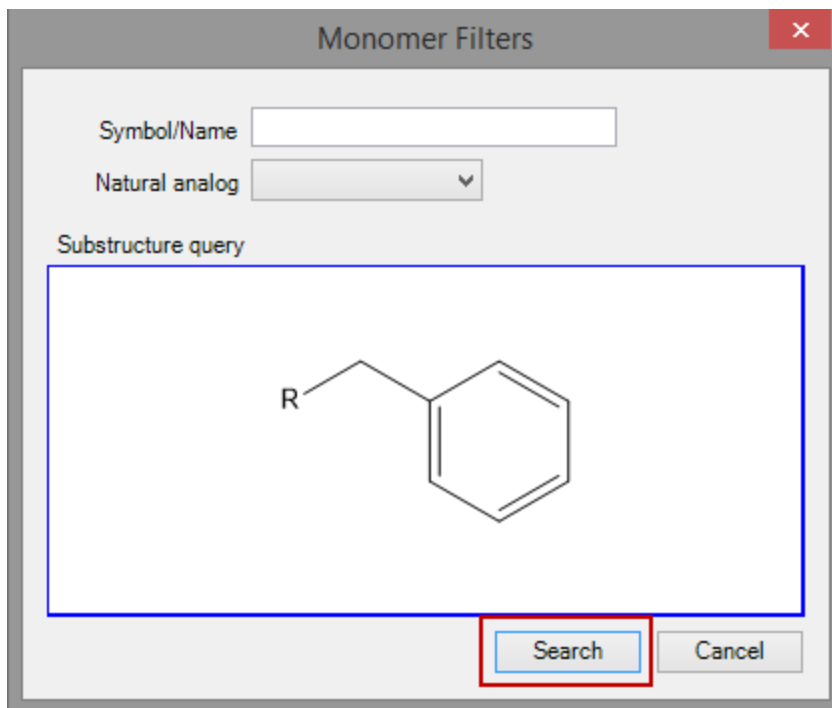 Monomer Filters
Symbol/Name
Natural analog
Substructure query
R
Search Cancel